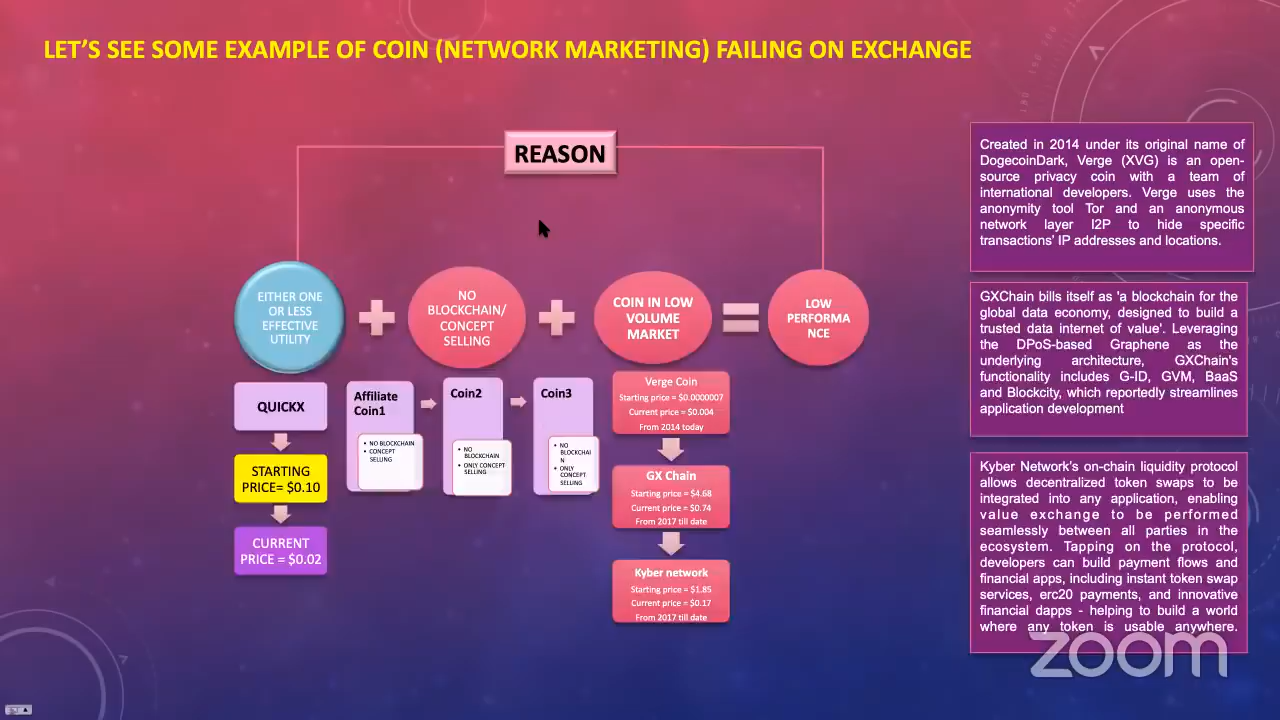 LET'S SEE SOME EXAMPLE OF COIN (NETWORK MARKETING) FAILING ON EXCHANGE
REASON
EITHER ONE
OR LESS
EFFECTIVE
UTILITY
NO
BLOCKCHAIN/
CONCEPT
SELLING
COIN IN LOW
VOLUME
MARKET
LOW
PERFORMA
NCE
QUICKX
STARTING
PRICE= $0.10
CURRENT
PRICE = $0.02
Affiliate
Coin1
• NO BLOCKCHAIN
• CONCEPT
SELLING
Coin2
• NO
BLOCKCHAIN
• ONLY CONCEPT
SELLING
Coin3
• NO
BLOCKCHAI
N
• ONLY
CONCEPT
SELLING
Verge Coin
Starting price = $0.0000007
Current price = $0.004
From 2014 today
GX Chain
Starting price = $4.68
Current price = $0.74
From 2017 till date
Kyber network
Starting price = $1.85
Current price = $0.17
From 2017 till date
Created in 2014 under its original name of
DogecoinDark, Verge (XVG) is an open-
source privacy coin with a team of
international developers. Verge uses the
anonymity tool Tor and an anonymous
network layer I2P to hide specific
transactions' IP addresses and locations.
GXChain bills itself as 'a blockchain for the
global data economy, designed to build a
trusted data internet of value'. Leveraging
the DPoS-based Graphene as the
underlying architecture, GXChain's
functionality includes G-ID, GVM, BaaS
and Blockcity, which reportedly streamlines
application development
Kyber Network's on-chain liquidity protocol
allows decentralized token swaps to be
integrated into any application, enabling
value exchange to be performed
seamlessly between all parties in the
ecosystem. Tapping on the protocol,
developers can build payment flows and
financial apps, including instant token swap
services, erc20 payments, and innovative
financial dapps - helping to build a world
where any token is usable anywhere.
zoom